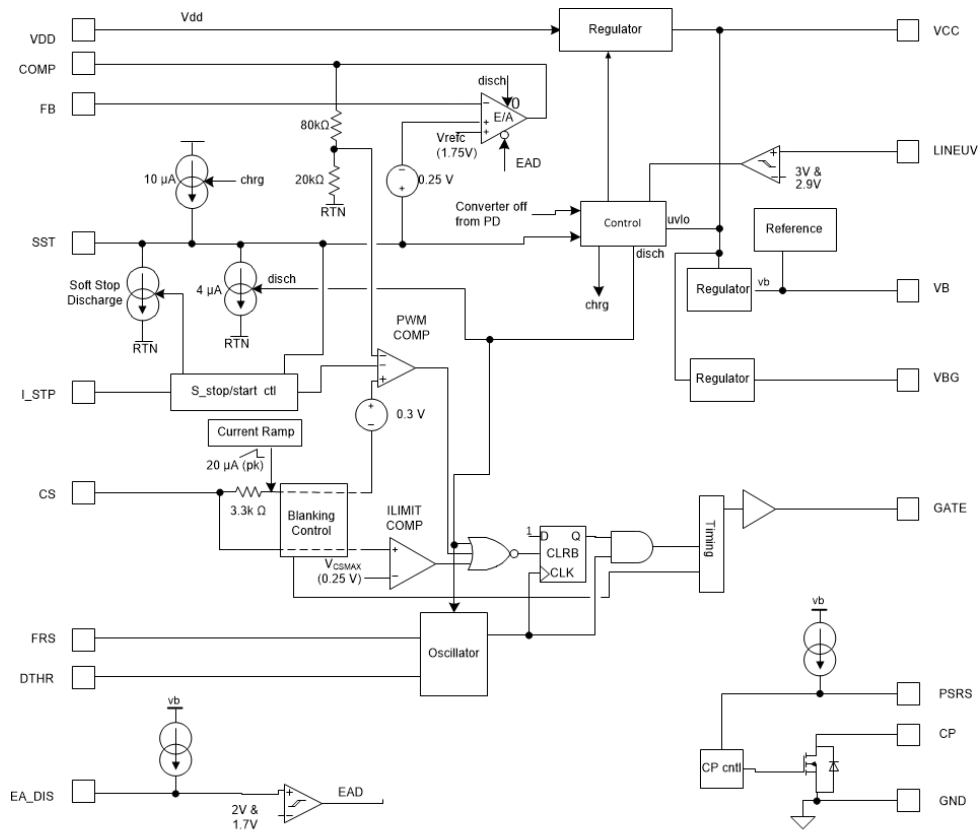 VDD
Vdd
Regulator
VCC
COMP
disch
0
FB
E/A
80kΩ
Vrefc
(1.75V)
EAD
LINEUV
3V &
2.9V
10 µA
chrg
20kΩ
0.25 V
RTN
Converter off
from PD
Control
uvlo
Reference
SST
disch
Soft Stop
Discharge
4 µA
disch
chrg
Regulator
vb
VB
RTN
RTN
PWM
COMP
I_STP
S_stop/start ctl
Regulator
VBG
0.3 V
Current Ramp
20 µA (pk)
CS
3.3k Ω
Blanking
Control
ILIMIT
COMP
VCSMAX
(0.25 V)
1
D
Q
CLRB
CLK
Timing
GATE
FRS
Oscillator
DTHR
vb
PSRS
CP
CP cntl
GND
vb
EA_DIS
EAD
2V &
1.7V